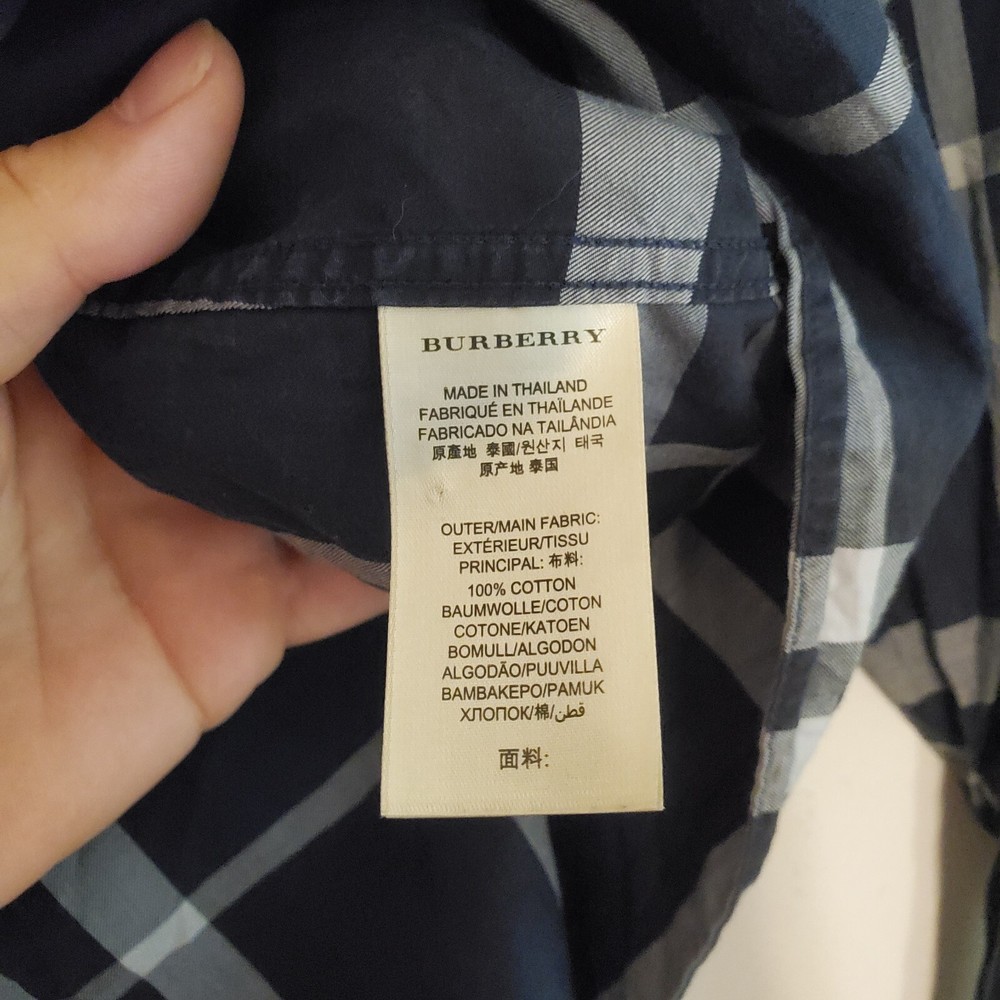 BURBERRY
MADE IN THAILAND
FABRIQUÉ EN THAÏLANDE
FABRICADO NA TAILÂNDIA
原產地 泰國/원산지 태국
原产地 泰国
OUTER/MAIN FABRIC:
EXTÉRIEUR/TISSU
PRINCIPAL: 布料:
100% COTTON
BAUMWOLLE/COTON
COTONE/KATOEN
BOMULL/ALGODON
ALGODÃO/PUUVILLA
ΒΑΜΒΑΚΕΡΟ/PAMUK
ХЛОПОК/棉/قطن
面料: